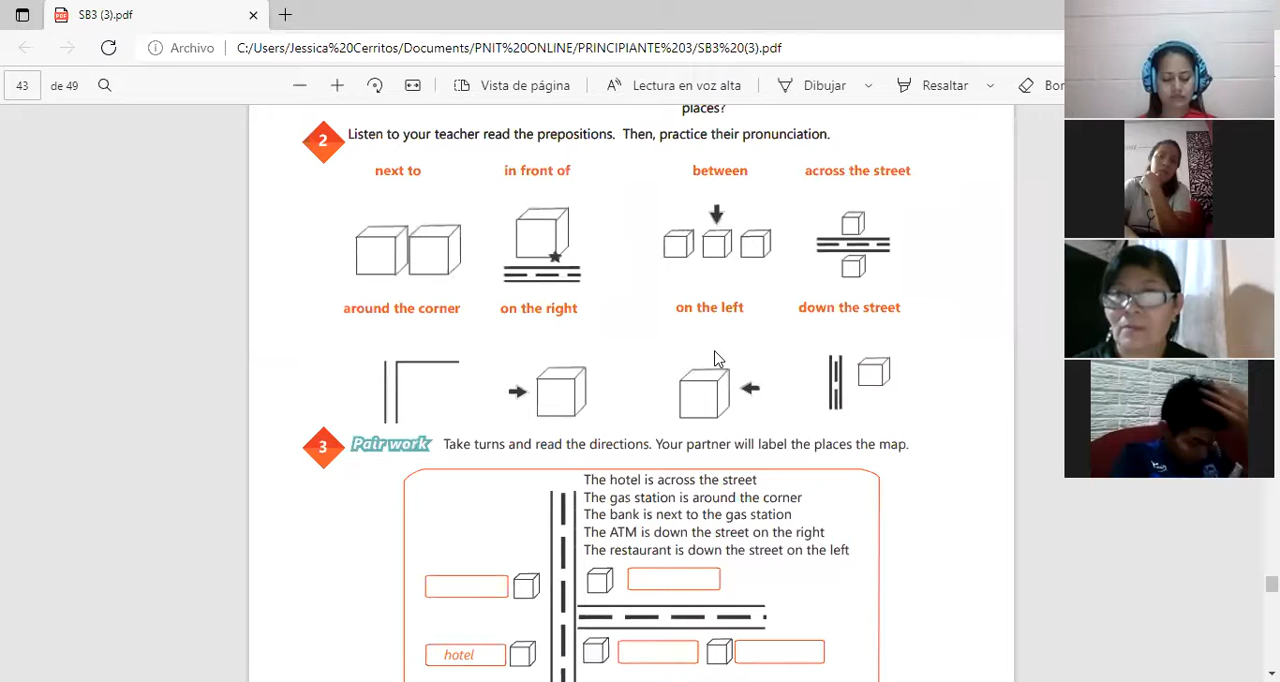 SB3 (3).pdf
Archivo
C:/Users/Jessica%20Cerritos/Documents/PNIT%20ONLINE/PRINCIPIANTE%203/SB3%20(3).pdf
43 de 49
Vista de página
Lectura en voz alta
Dibujar
Resaltar
Bor
places?
2 Listen to your teacher read the prepositions. Then, practice their pronunciation.
next to in front of between across the street
around the corner on the right on the left down the street
3 Pair work Take turns and read the directions. Your partner will label the places the map.
The hotel is across the street
The gas station is around the corner
The bank is next to the gas station
The ATM is down the street on the right
The restaurant is down the street on the left
hotel